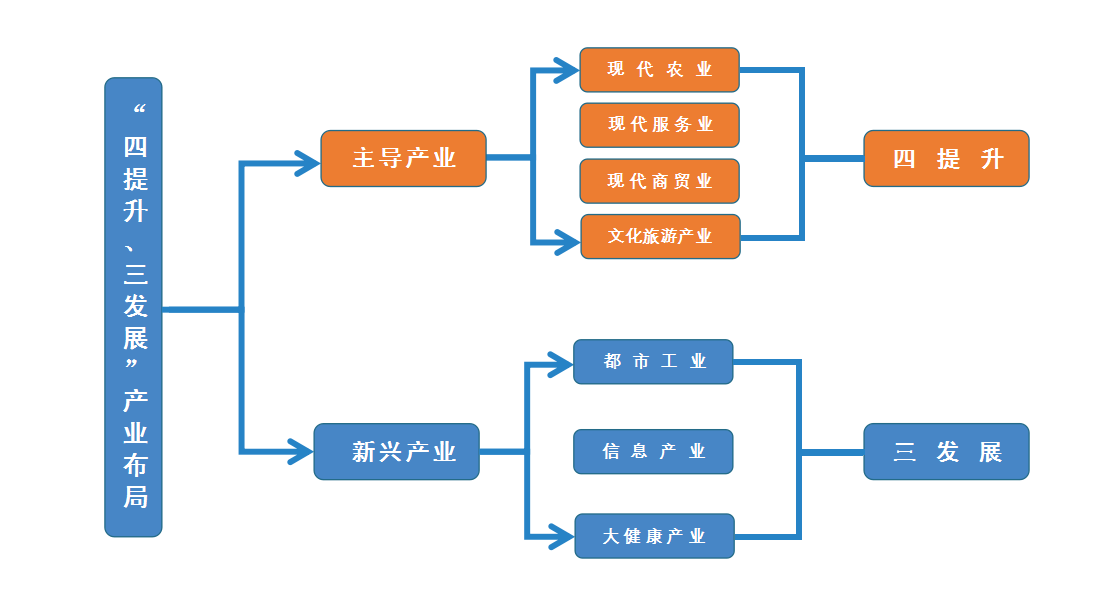 “四提升、三发展”产业布局
主导产业
现代农业
现代服务业
现代商贸业
文化旅游产业
四提升
新兴产业
都市工业
信息产业
大健康产业
三发展